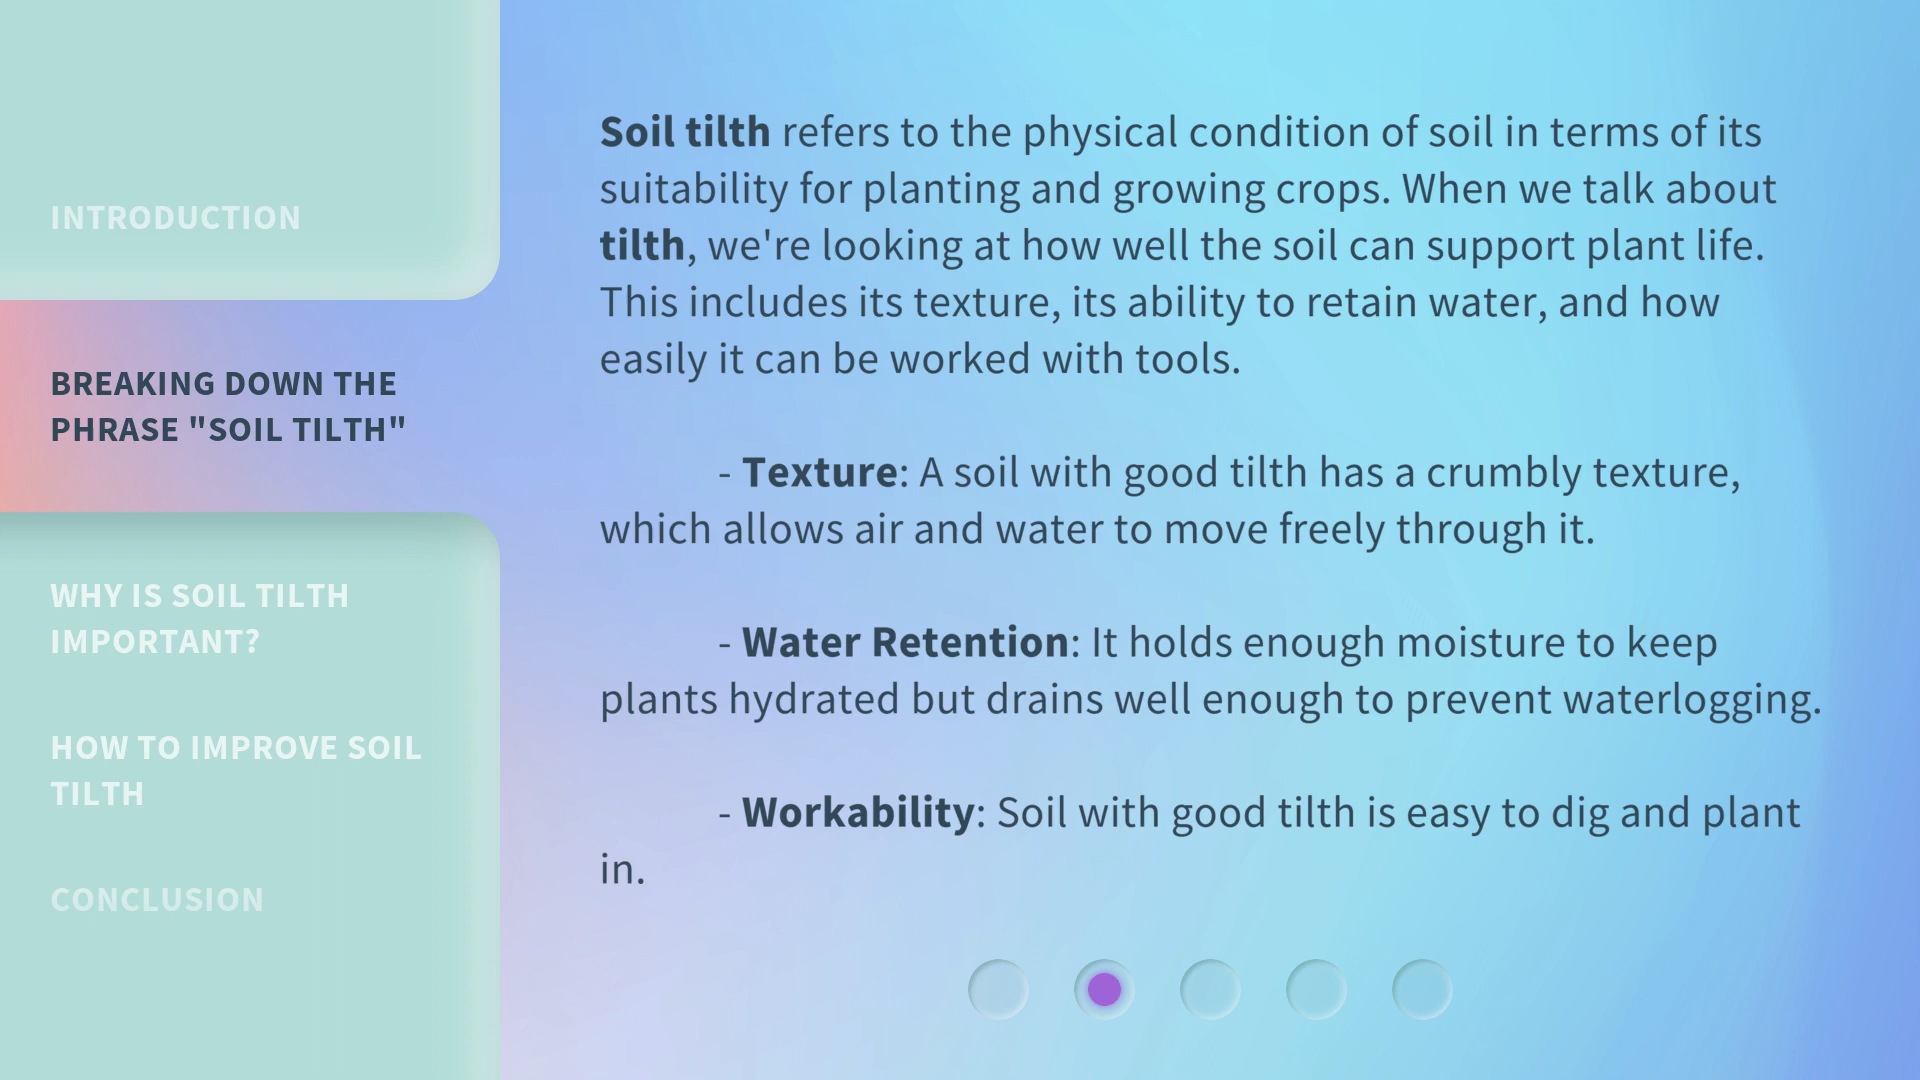 INTRODUCTION
BREAKING DOWN THE
PHRASE "SOIL TILTH"
WHY IS SOIL TILTH
IMPORTANT?
HOW TO IMPROVE SOIL
TILTH
CONCLUSION
Soil tilth refers to the physical condition of soil in terms of its
suitability for planting and growing crops. When we talk about
tilth, we're looking at how well the soil can support plant life.
This includes its texture, its ability to retain water, and how
easily it can be worked with tools.
- Texture: A soil with good tilth has a crumbly texture,
which allows air and water to move freely through it.
- Water Retention: It holds enough moisture to keep
plants hydrated but drains well enough to prevent waterlogging.
- Workability: Soil with good tilth is easy to dig and plant
in.